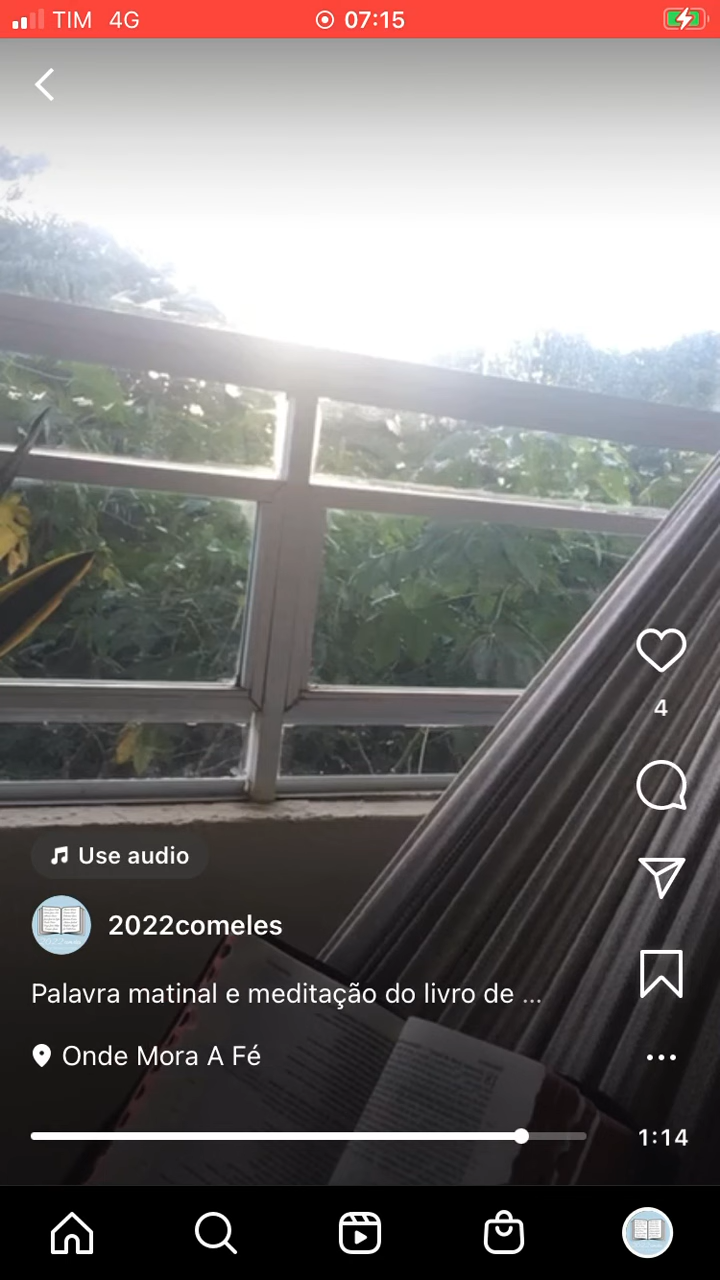 TIM 4G 07:15
Use audio
2022comeles
Palavra matinal e meditação do livro de ...
Onde Mora A Fé
4
1:14